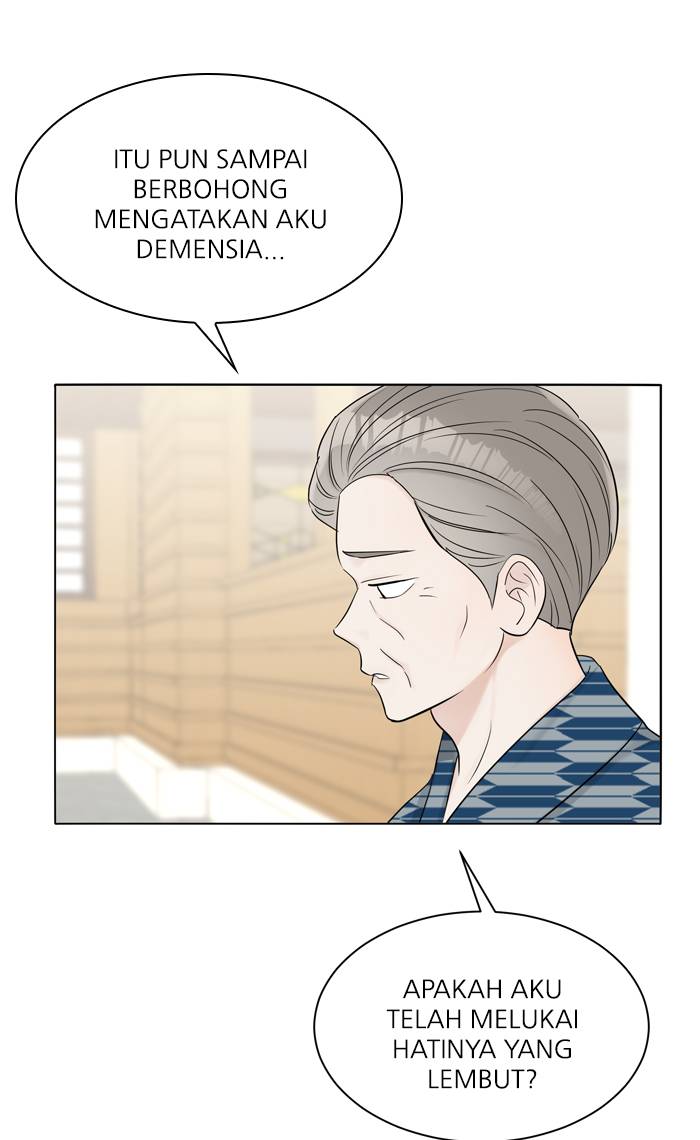 ITU PUN SAMPAI
BERBOHONG
MENGATAKAN AKU
DEMENSIA...
APAKAH AKU
TELAH MELUKAI
HATINYA YANG
LEMBUT?